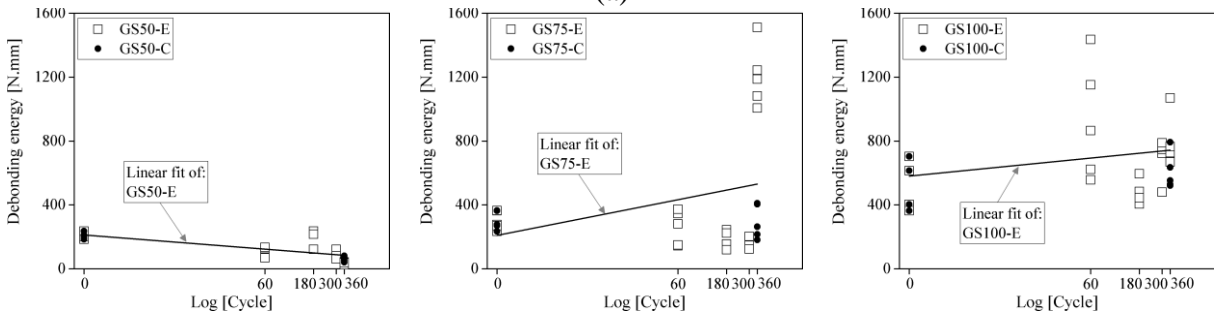 1600
1200
800
400
0
Debonding energy [N.mm]
GS50-E
GS50-C
Linear fit of:
GS50-E
0 60 180 300 360
Log [Cycle]
1600
1200
800
400
0
Debonding energy [N.mm]
GS75-E
GS75-C
Linear fit of:
GS75-E
0 60 180 300 360
Log [Cycle]
1600
1200
800
400
0
Debonding energy [N.mm]
GS100-E
GS100-C
Linear fit of:
GS100-E
0 60 180 300 360
Log [Cycle]